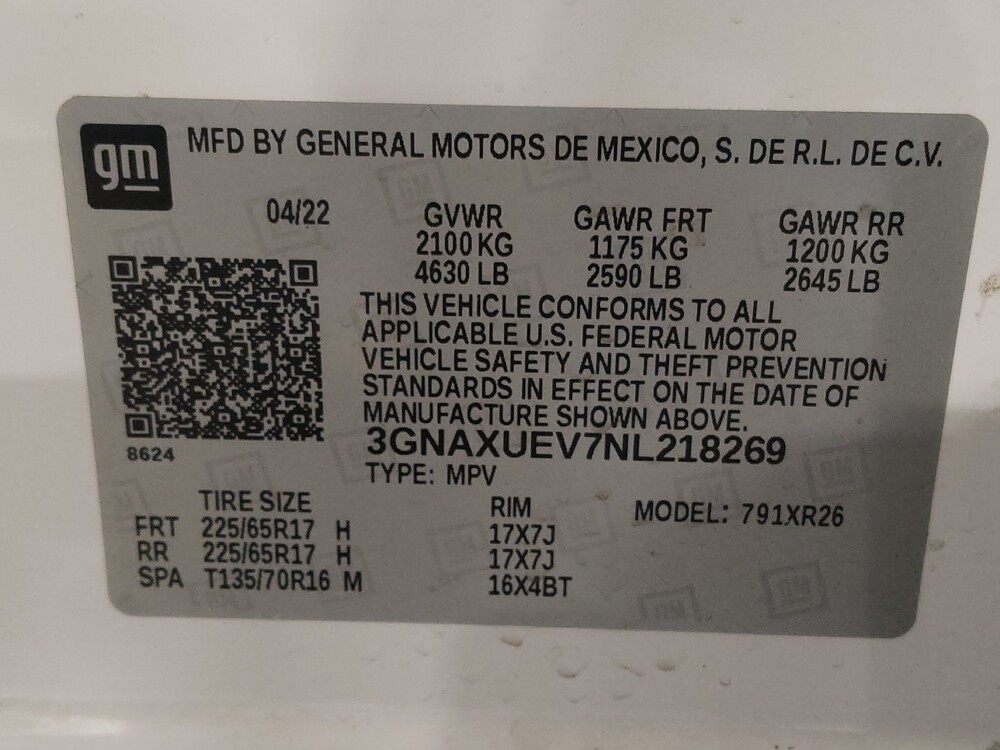 gm
MFD BY GENERAL MOTORS DE MEXICO, S. DE R.L. DE C.V.
04/22 GVWR GAWR FRT GAWR RR
2100 KG 1175 KG 1200 KG
4630 LB 2590 LB 2645 LB
THIS VEHICLE CONFORMS TO ALL
APPLICABLE U.S. FEDERAL MOTOR
VEHICLE SAFETY AND THEFT PREVENTION
STANDARDS IN EFFECT ON THE DATE OF
MANUFACTURE SHOWN ABOVE.
3GNAXUEV7NL218269
8624
TYPE: MPV
TIRE SIZE RIM MODEL: 791XR26
FRT 225/65R17 H 17X7J
RR 225/65R17 H 17X7J
SPA T135/70R16 M 16X4BT